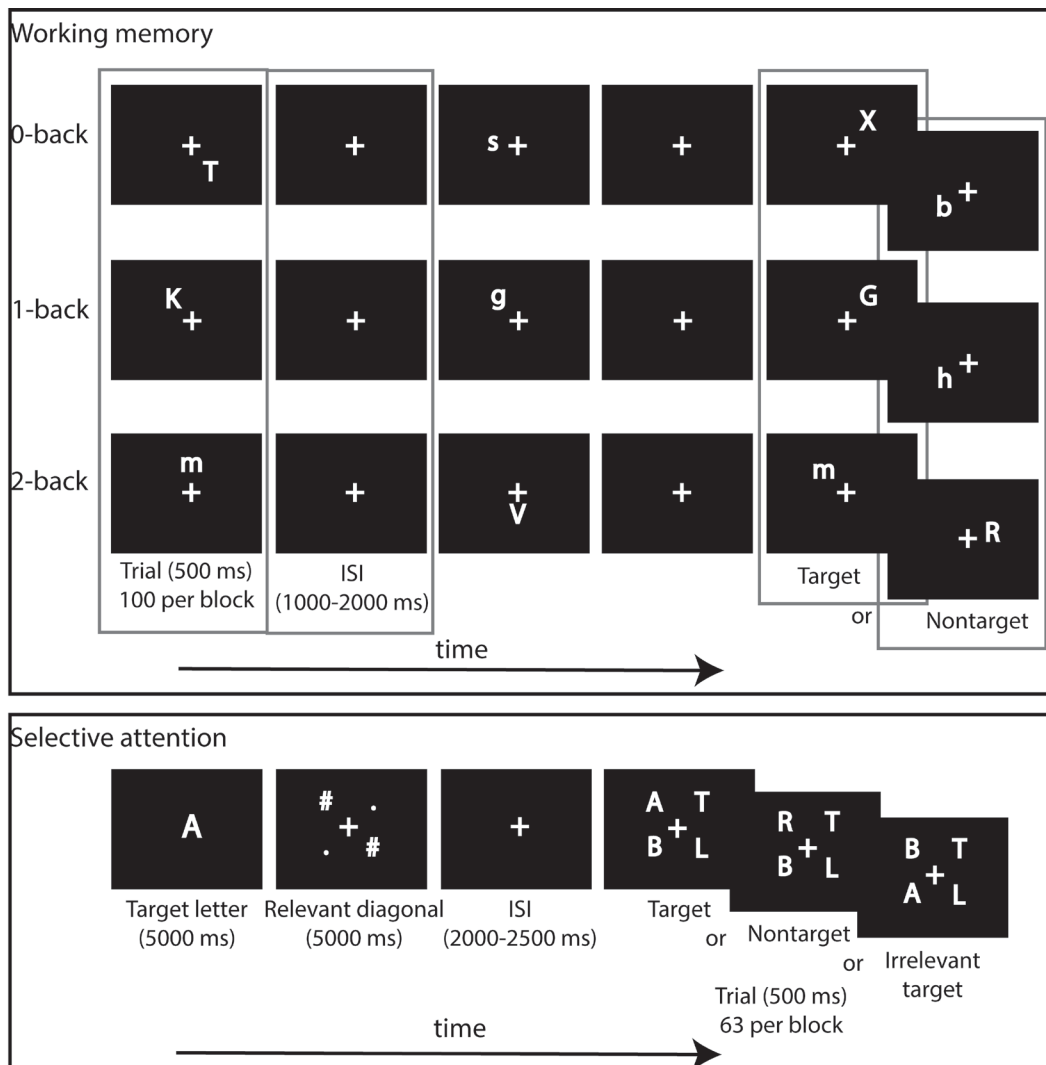 Working memory
0-back
+
T
+
s +
+
X
+
b +
1-back
K
+
+
g
+
+
G
+
h +
2-back
m
+
+
+
V
+
m
+
+ R
Trial (500 ms)
100 per block
ISI
(1000-2000 ms)
Target
or
Nontarget
time
Selective attention
A
# .
+
. #
+
A T
+
B L
R T
+
B L
B T
+
A L
Target letter
(5000 ms)
Relevant diagonal
(5000 ms)
ISI
(2000-2500 ms)
Target
or
Nontarget
or
Irrelevant
target
Trial (500 ms)
63 per block
time